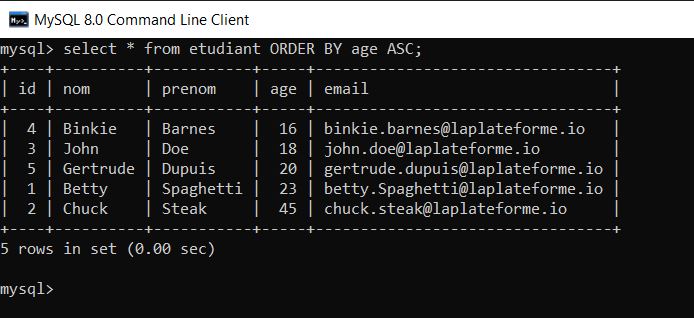 MySQL 8.0 Command Line Client
mysql> select * from etudiant ORDER BY age ASC;
+----+----------+-----------+-----+--------------------------------+
| id | nom      | prenom    | age | email                          |
+----+----------+-----------+-----+--------------------------------+
|  4 | Binkie   | Barnes    |  16 | binkie.barnes@laplateforme.io  |
|  3 | John     | Doe       |  18 | john.doe@laplateforme.io       |
|  5 | Gertrude | Dupuis    |  20 | gertrude.dupuis@laplateforme.io |
|  1 | Betty    | Spaghetti |  23 | betty.Spaghetti@laplateforme.io |
|  2 | Chuck    | Steak     |  45 | chuck.steak@laplateforme.io    |
+----+----------+-----------+-----+--------------------------------+
5 rows in set (0.00 sec)
mysql>